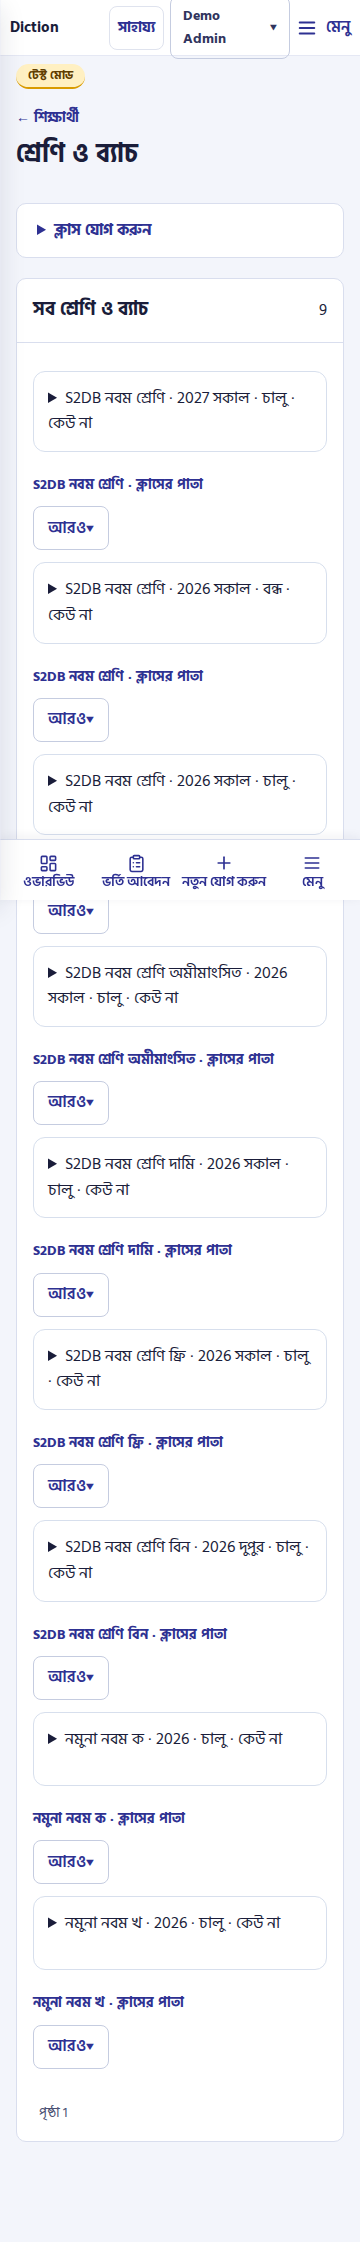 Diction
সাহায্য
Demo
Admin
মেনু
টেস্ট মোড
← শিক্ষার্থী
শ্রেণি ও ব্যাচ
ক্লাস যোগ করুন
সব শ্রেণি ও ব্যাচ
9
S2DB নবম শ্রেণি · 2027 সকাল · চালু ·
কেউ না
S2DB নবম শ্রেণি · ক্লাসের পাতা
আরও
S2DB নবম শ্রেণি · 2026 সকাল · বন্ধ ·
কেউ না
S2DB নবম শ্রেণি · ক্লাসের পাতা
আরও
S2DB নবম শ্রেণি · 2026 সকাল · চালু ·
কেউ না
ওভারভিউ
ভর্তি আবেদন
নতুন যোগ করুন
মেনু
আরও
S2DB নবম শ্রেণি অমীমাংসিত · 2026
সকাল · চালু · কেউ না
S2DB নবম শ্রেণি অমীমাংসিত · ক্লাসের পাতা
আরও
S2DB নবম শ্রেণি দামি · 2026 সকাল ·
চালু · কেউ না
S2DB নবম শ্রেণি দামি · ক্লাসের পাতা
আরও
S2DB নবম শ্রেণি ফ্রি · 2026 সকাল · চালু
· কেউ না
S2DB নবম শ্রেণি ফ্রি · ক্লাসের পাতা
আরও
S2DB নবম শ্রেণি বিন · 2026 দুপুর · চালু ·
কেউ না
S2DB নবম শ্রেণি বিন · ক্লাসের পাতা
আরও
নমুনা নবম ক · 2026 · চালু · কেউ না
নমুনা নবম ক · ক্লাসের পাতা
আরও
নমুনা নবম খ · 2026 · চালু · কেউ না
নমুনা নবম খ · ক্লাসের পাতা
আরও
পৃষ্ঠা 1